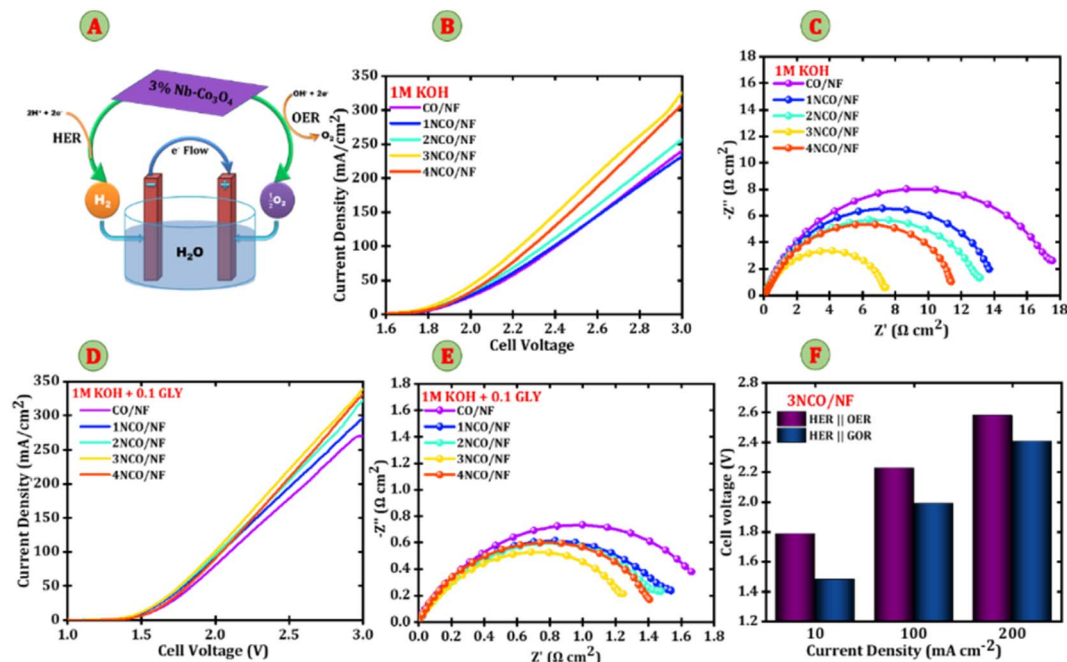 A
3% Nb-Co3O4
2H⁺ + 2e⁻
HER
OH⁻ + 2e⁻
OER
O2
e⁻ Flow
H2
½O2
H2O
−
+
B
1M KOH
CO/NF
1NCO/NF
2NCO/NF
3NCO/NF
4NCO/NF
Current Density (mA/cm²)
350
300
250
200
150
100
50
0
1.6 1.8 2.0 2.2 2.4 2.6 2.8 3.0
Cell Voltage
C
1M KOH
CO/NF
1NCO/NF
2NCO/NF
3NCO/NF
4NCO/NF
-Z'' (Ω cm²)
18
16
14
12
10
8
6
4
2
0
0 2 4 6 8 10 12 14 16 18
Z' (Ω cm²)
D
1M KOH + 0.1 GLY
CO/NF
1NCO/NF
2NCO/NF
3NCO/NF
4NCO/NF
Current Density (mA/cm²)
350
300
250
200
150
100
50
0
1.0 1.5 2.0 2.5 3.0
Cell Voltage (V)
E
1M KOH + 0.1 GLY
CO/NF
1NCO/NF
2NCO/NF
3NCO/NF
4NCO/NF
-Z'' (Ω cm²)
1.8
1.6
1.4
1.2
1.0
0.8
0.6
0.4
0.2
0.0
0.0 0.2 0.4 0.6 0.8 1.0 1.2 1.4 1.6 1.8
Z' (Ω cm²)
F
3NCO/NF
HER || OER
HER || GOR
Cell voltage (V)
2.8
2.6
2.4
2.2
2.0
1.8
1.6
1.4
1.2
10 100 200
Current Density (mA cm⁻²)